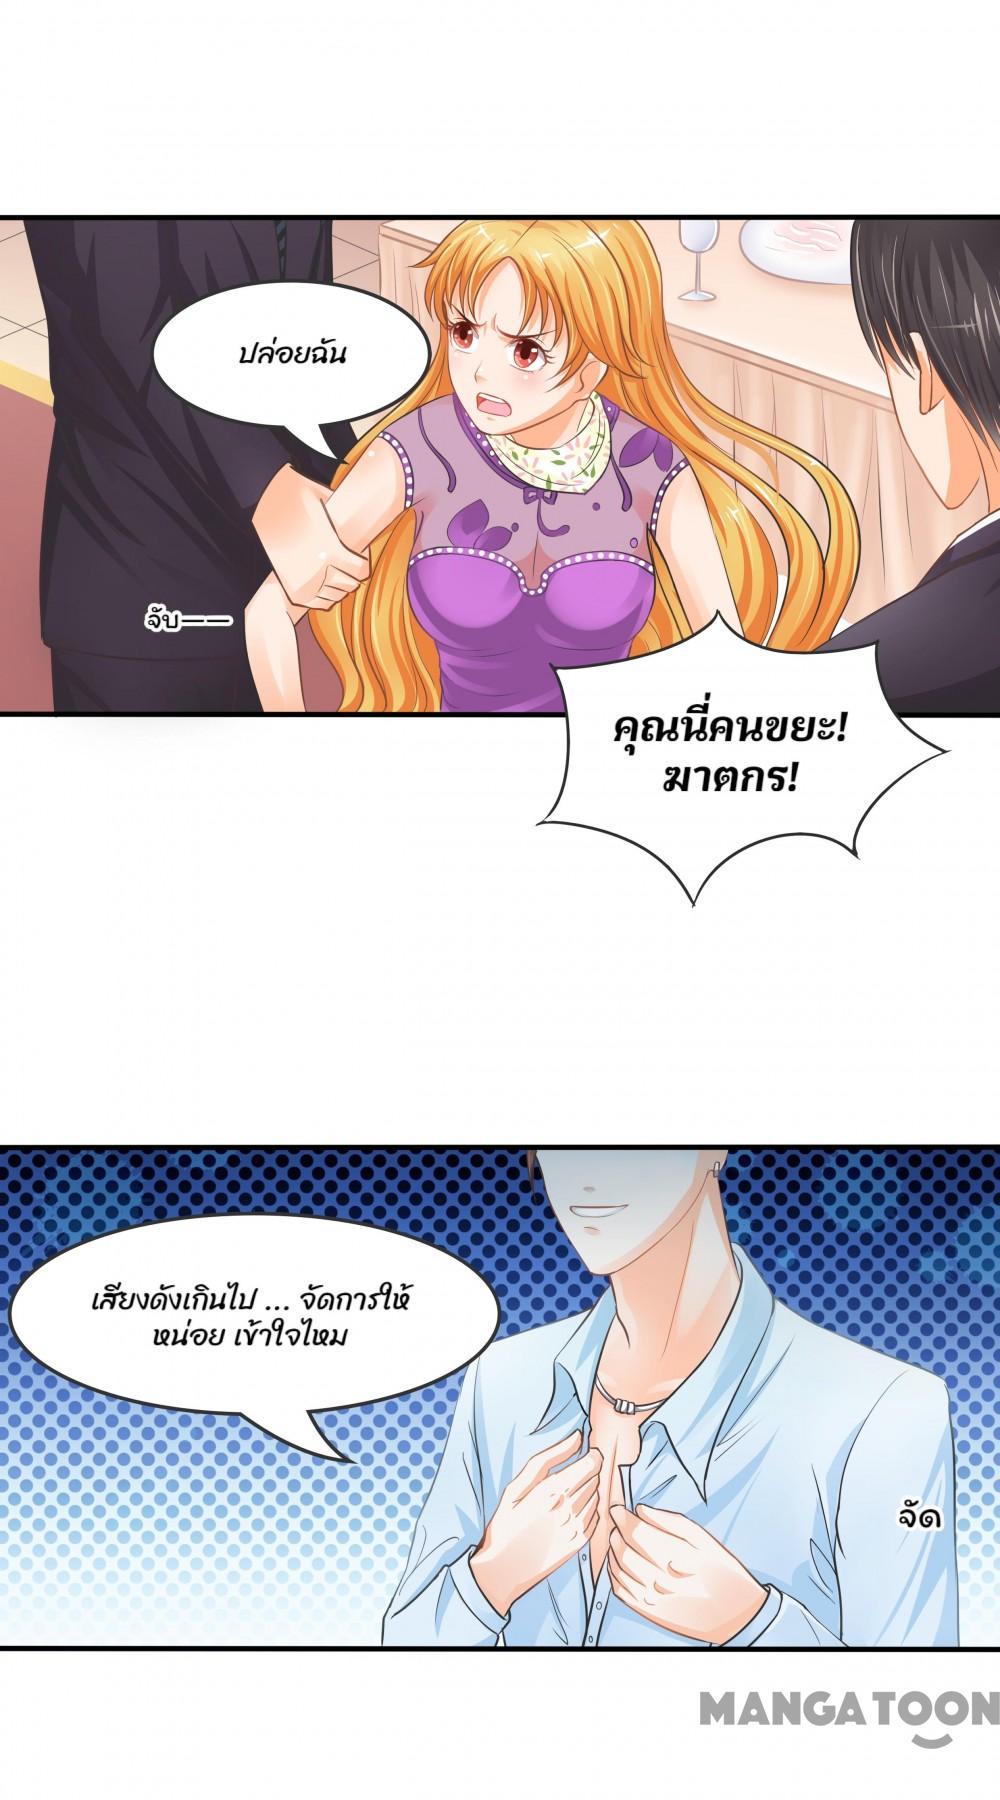 ปล่อยฉัน
จับ——
คุณนี่คนขยะ!
ฆาตกร!
เสียงดังเกินไป ... จัดการให้
หน่อย เข้าใจไหม
จัด
MANGATOON